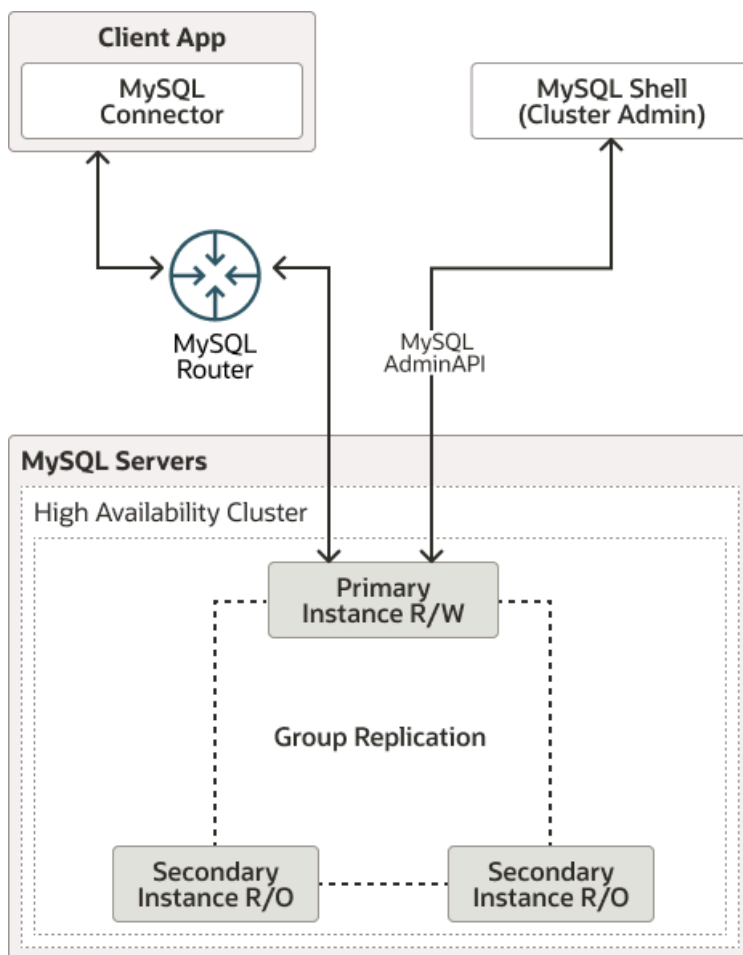 Client App
MySQL
Connector
MySQL Shell
(Cluster Admin)
MySQL
Router
MySQL
AdminAPI
MySQL Servers
High Availability Cluster
Primary
Instance R/W
Group Replication
Secondary
Instance R/O
Secondary
Instance R/O